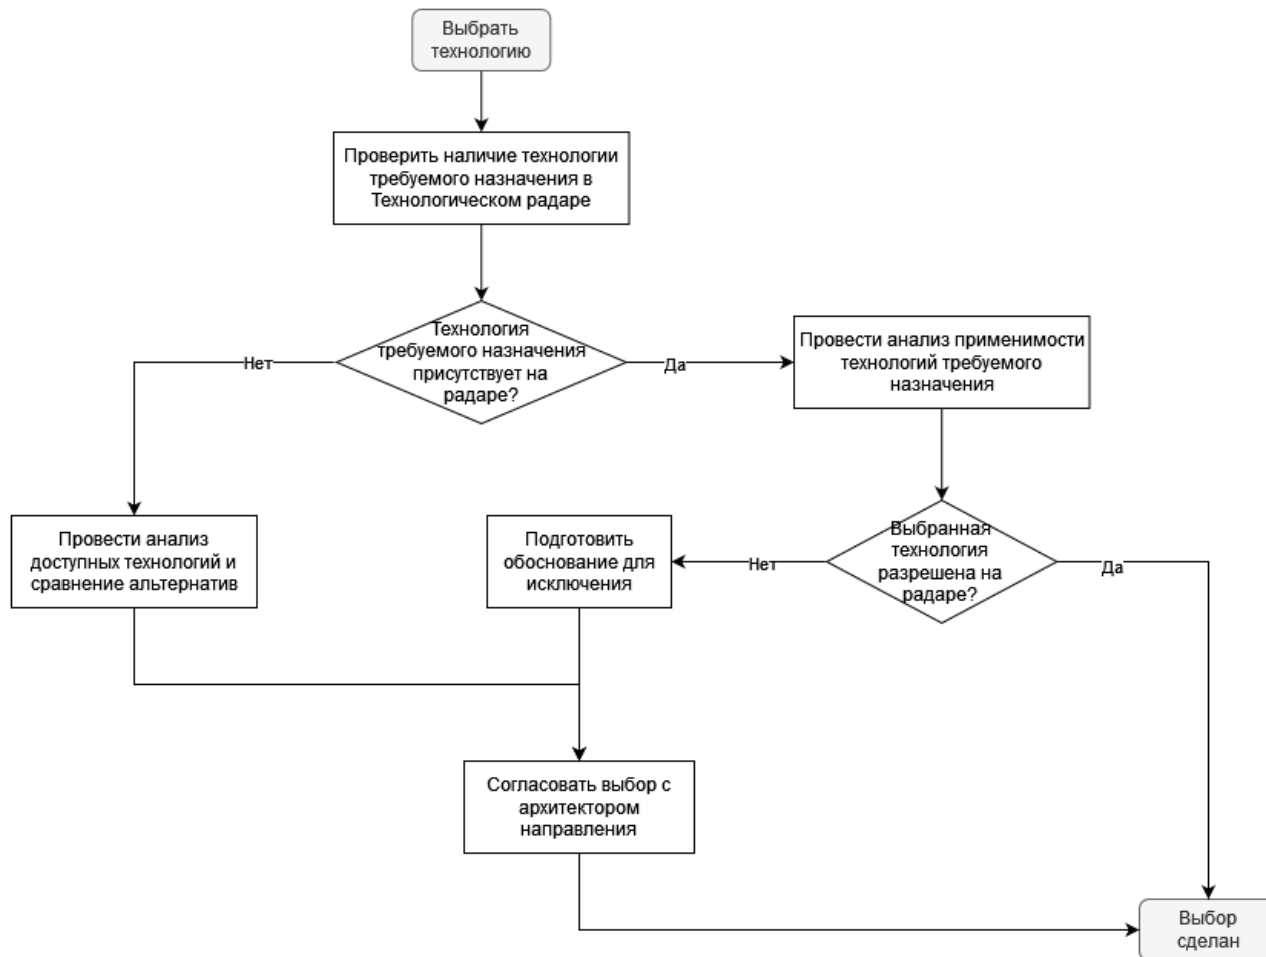 Выбрать
технологию
Проверить наличие технологии
требуемого назначения в
Технологическом радаре
Технология
требуемого назначения
присутствует на
радаре?
Нет
Да
Провести анализ применимости
технологий требуемого
назначения
Провести анализ
доступных технологий и
сравнение альтернатив
Подготовить
обоснование для
исключения
Нет
Выбранная
технология
разрешена на
радаре?
Да
Согласовать выбор с
архитектором
направления
Выбор
сделан